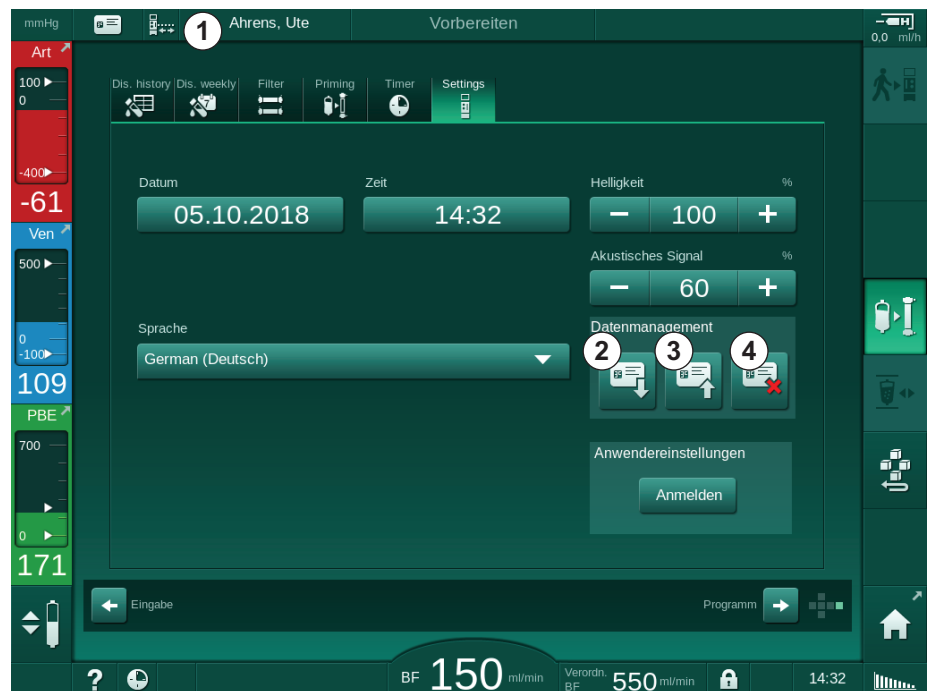 mmHg
1
Ahrens, Ute
Vorbereiten
0,0 ml/h
Art
100
0
-400
-61
Ven
500
0
-100
109
PBE
700
0
171
Dis. history
Dis. weekly
Filter
Priming
Timer
Settings
7
Datum
05.10.2018
Zeit
14:32
Helligkeit %
− 100 +
Akustisches Signal %
− 60 +
Sprache
German (Deutsch)
Datenmanagement
2 3 4
Anwendereinstellungen
Anmelden
Eingabe
Programm
?
BF 150 ml/min
Verordn. BF 550 ml/min
14:32